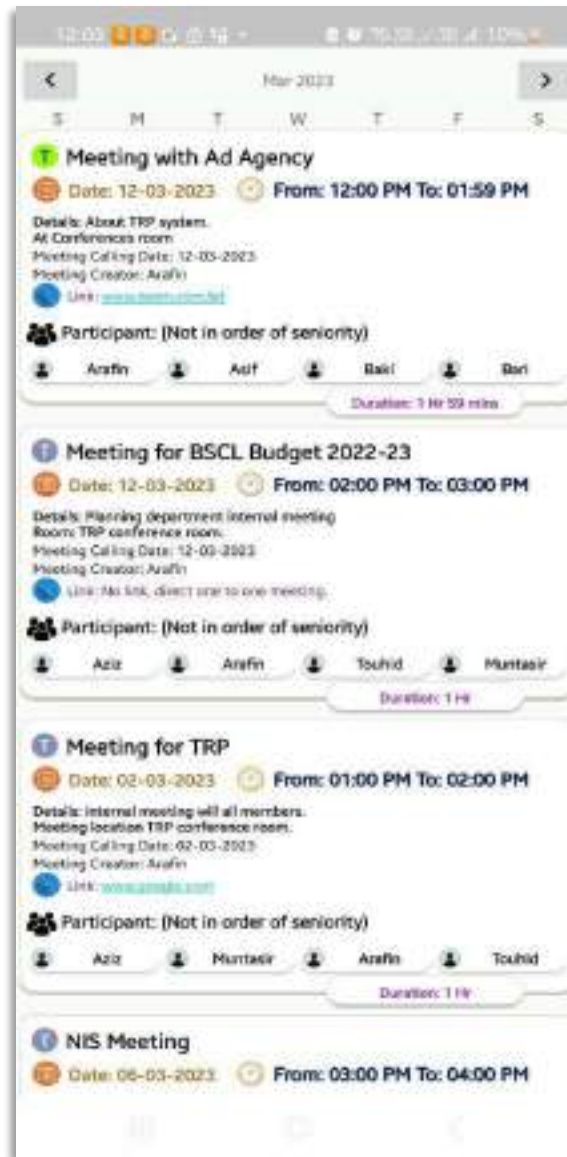 12:03
Mar 2023
S M T W T F S
T Meeting with Ad Agency
Date: 12-03-2023 From: 12:00 PM To: 01:59 PM
Details: About TRP system.
At Conferences room
Meeting Calling Date: 12-03-2023
Meeting Creator: Arafin
Link:
Participant: (Not in order of seniority)
Arafin Asif Baki Bari
Duration: 1 Hr 59 mins
Meeting for BSCL Budget 2022-23
Date: 12-03-2023 From: 02:00 PM To: 03:00 PM
Details: Planning department internal meeting
Room: TRP conference room.
Meeting Calling Date: 12-03-2023
Meeting Creator: Arafin
Link: No link, direct one to one meeting.
Participant: (Not in order of seniority)
Aziz Arafin Touhid Muntasir
Duration: 1 Hr
T Meeting for TRP
Date: 02-03-2023 From: 01:00 PM To: 02:00 PM
Details: internal meeting will all members.
Meeting location TRP conference room.
Meeting Calling Date: 02-03-2023
Meeting Creator: Arafin
Link: www.google.com
Participant: (Not in order of seniority)
Aziz Muntasir Arafin Touhid
Duration: 1 Hr
NIS Meeting
Date: 06-03-2023 From: 03:00 PM To: 04:00 PM